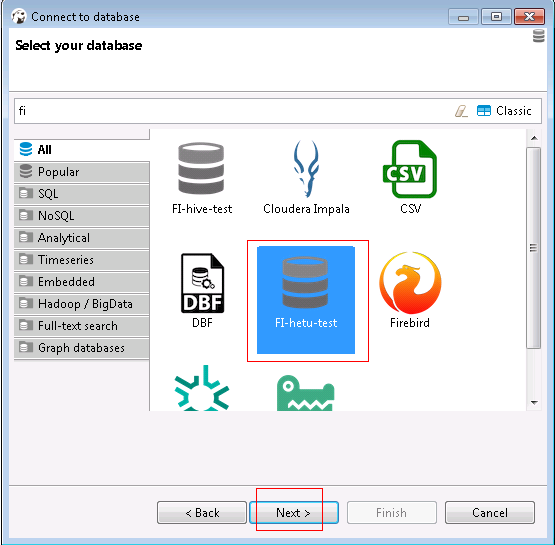 Connect to database
Select your database
fi
Classic
All
Popular
SQL
NoSQL
Analytical
Timeseries
Embedded
Hadoop / BigData
Full-text search
Graph databases
FI-hive-test
Cloudera Impala
CSV
CSV
DBF
DBF
FI-hetu-test
Firebird
< Back
Next >
Finish
Cancel